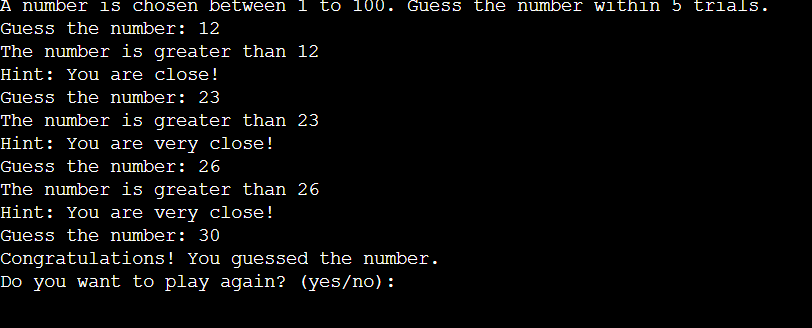 A number is chosen between 1 to 100. Guess the number within 5 trials.
Guess the number: 12
The number is greater than 12
Hint: You are close!
Guess the number: 23
The number is greater than 23
Hint: You are very close!
Guess the number: 26
The number is greater than 26
Hint: You are very close!
Guess the number: 30
Congratulations! You guessed the number.
Do you want to play again? (yes/no):